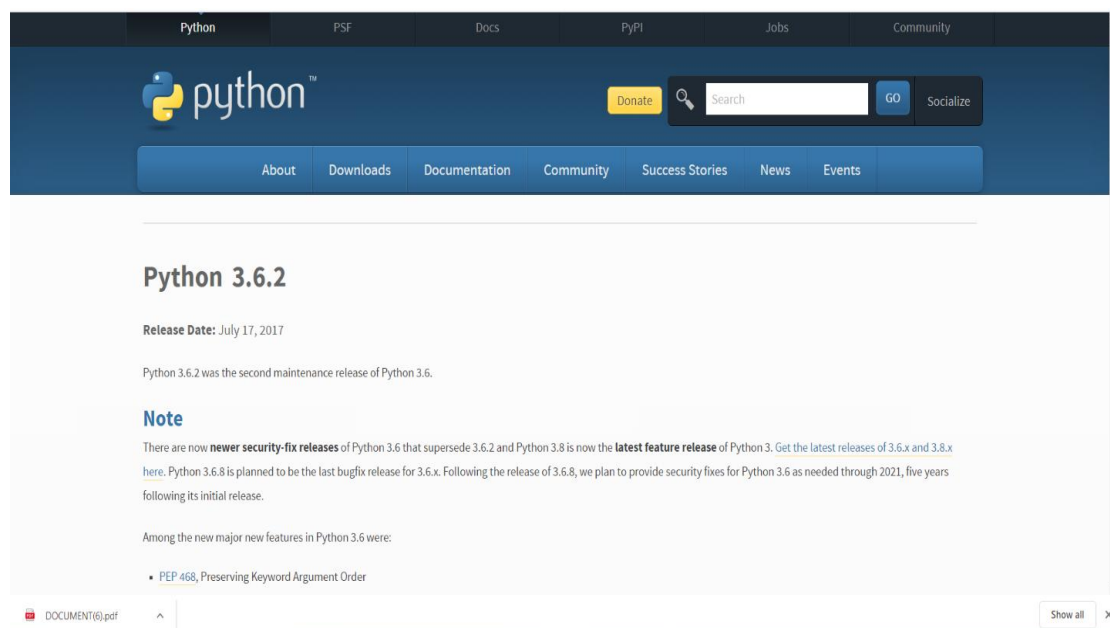 Python PSF Docs PyPI Jobs Community
python™
Donate Search GO Socialize
About Downloads Documentation Community Success Stories News Events
Python 3.6.2
Release Date: July 17, 2017
Python 3.6.2 was the second maintenance release of Python 3.6.
Note
There are now newer security-fix releases of Python 3.6 that supersede 3.6.2 and Python 3.8 is now the latest feature release of Python 3. Get the latest releases of 3.6.x and 3.8.x
here. Python 3.6.8 is planned to be the last bugfix release for 3.6.x. Following the release of 3.6.8, we plan to provide security fixes for Python 3.6 as needed through 2021, five years
following its initial release.
Among the new major new features in Python 3.6 were:
▪ PEP 468, Preserving Keyword Argument Order
DOCUMENT(6).pdf Show all